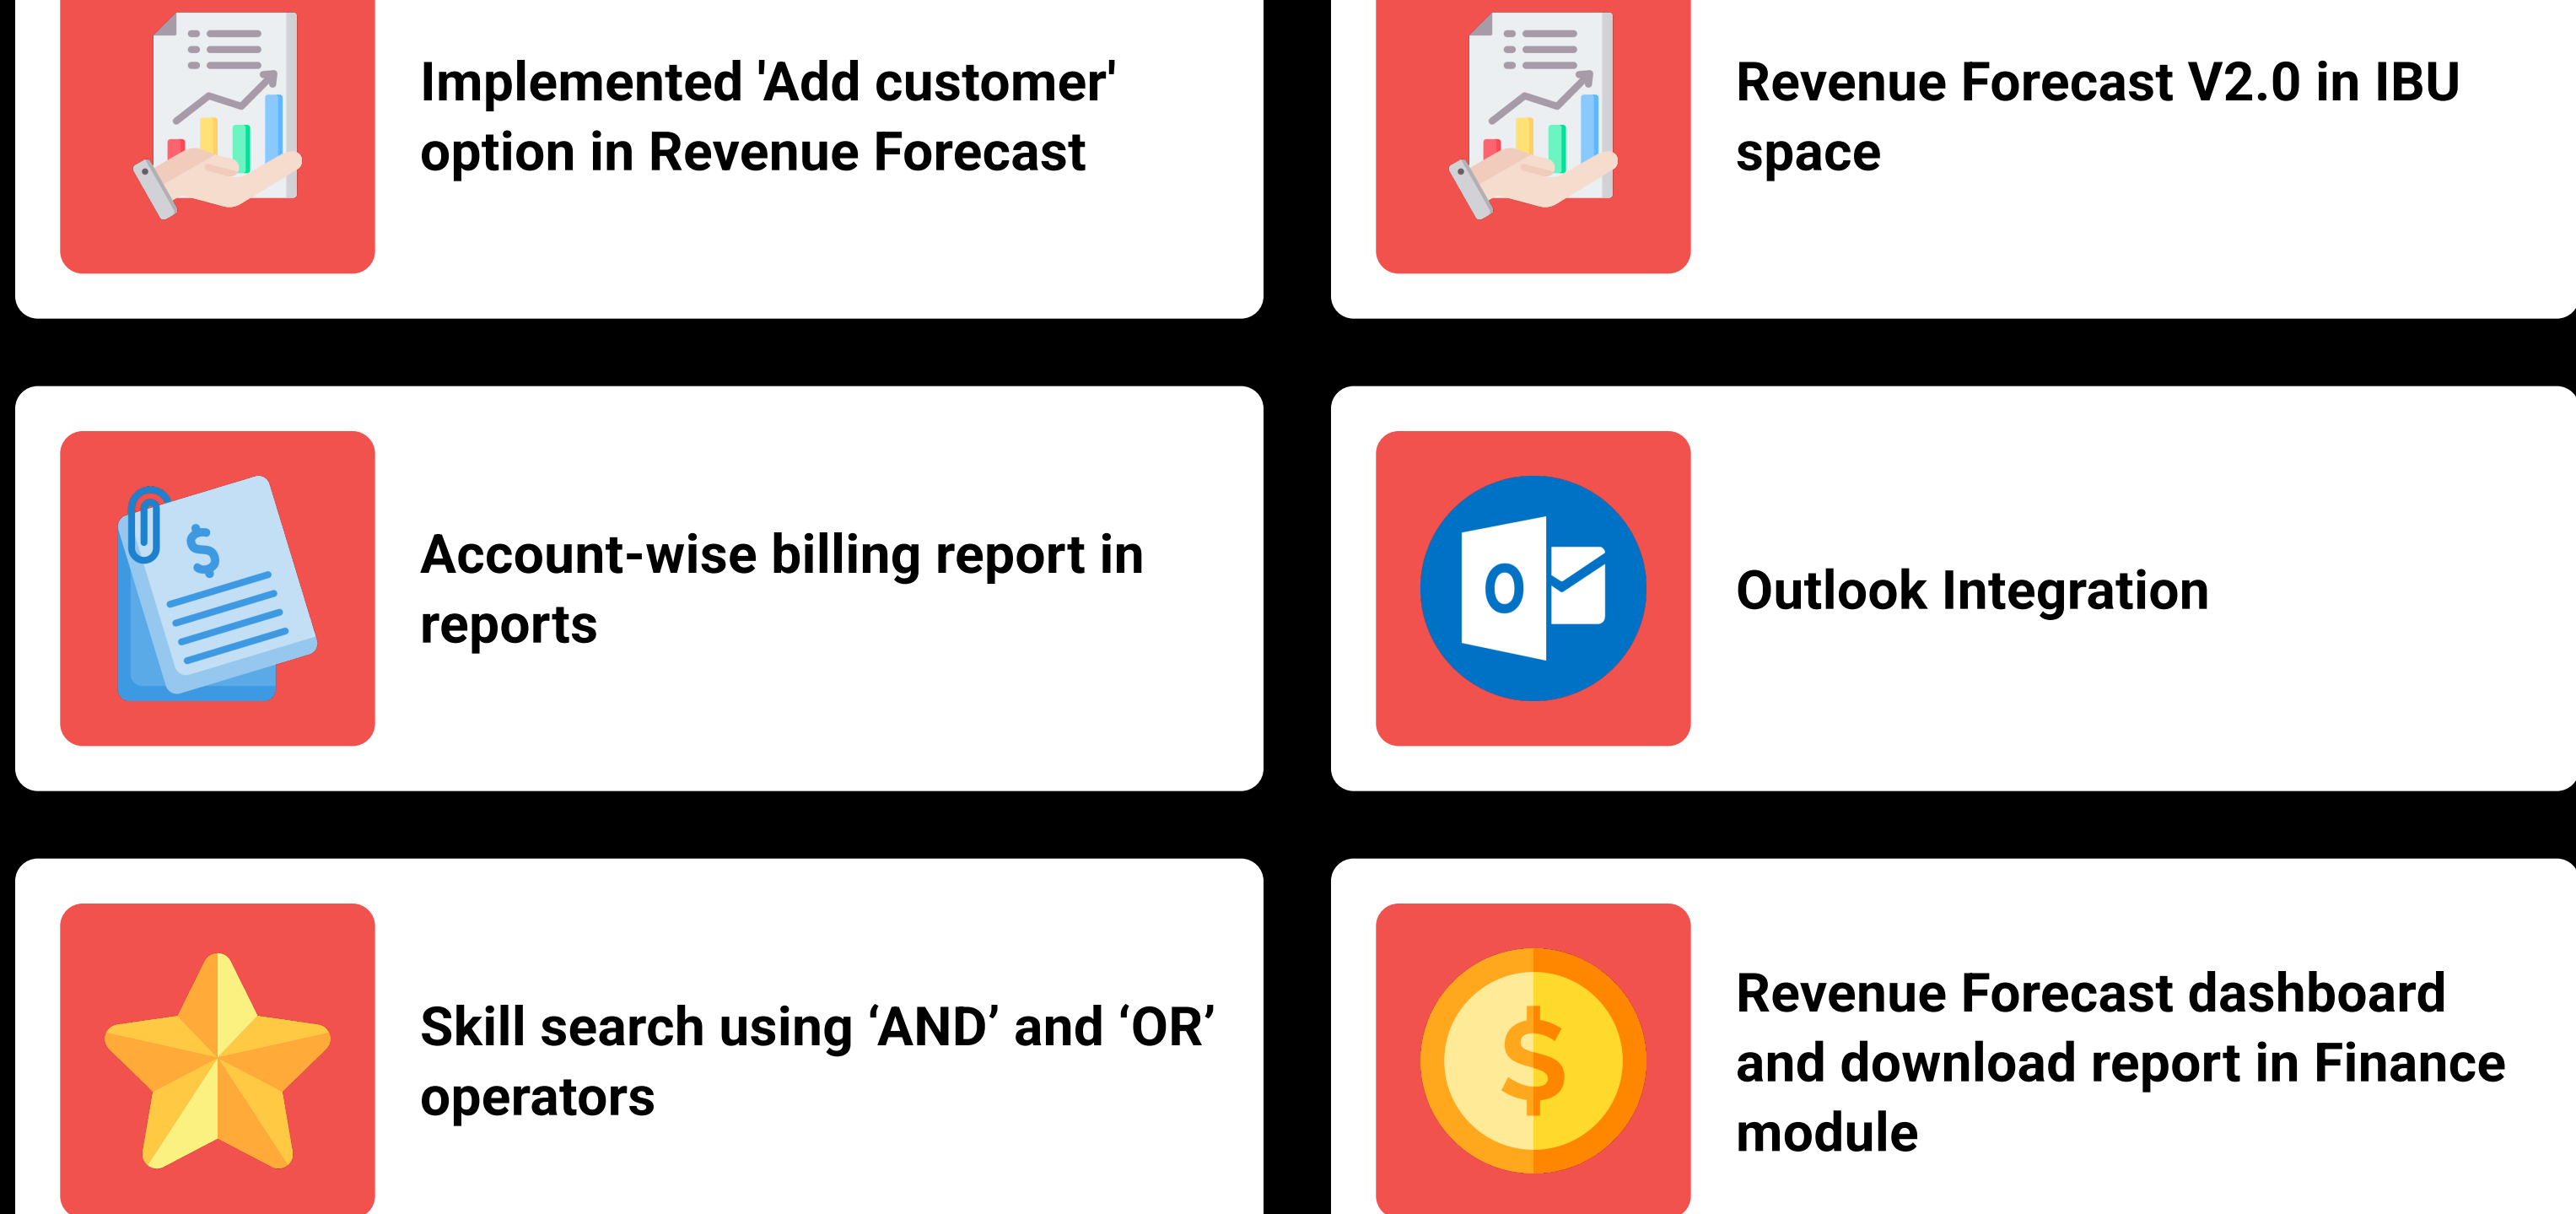 Implemented 'Add customer'
option in Revenue Forecast
Revenue Forecast V2.0 in IBU
space
$
Account-wise billing report in
reports
O
Outlook Integration
Skill search using ‘AND’ and ‘OR’
operators
$
Revenue Forecast dashboard
and download report in Finance
module